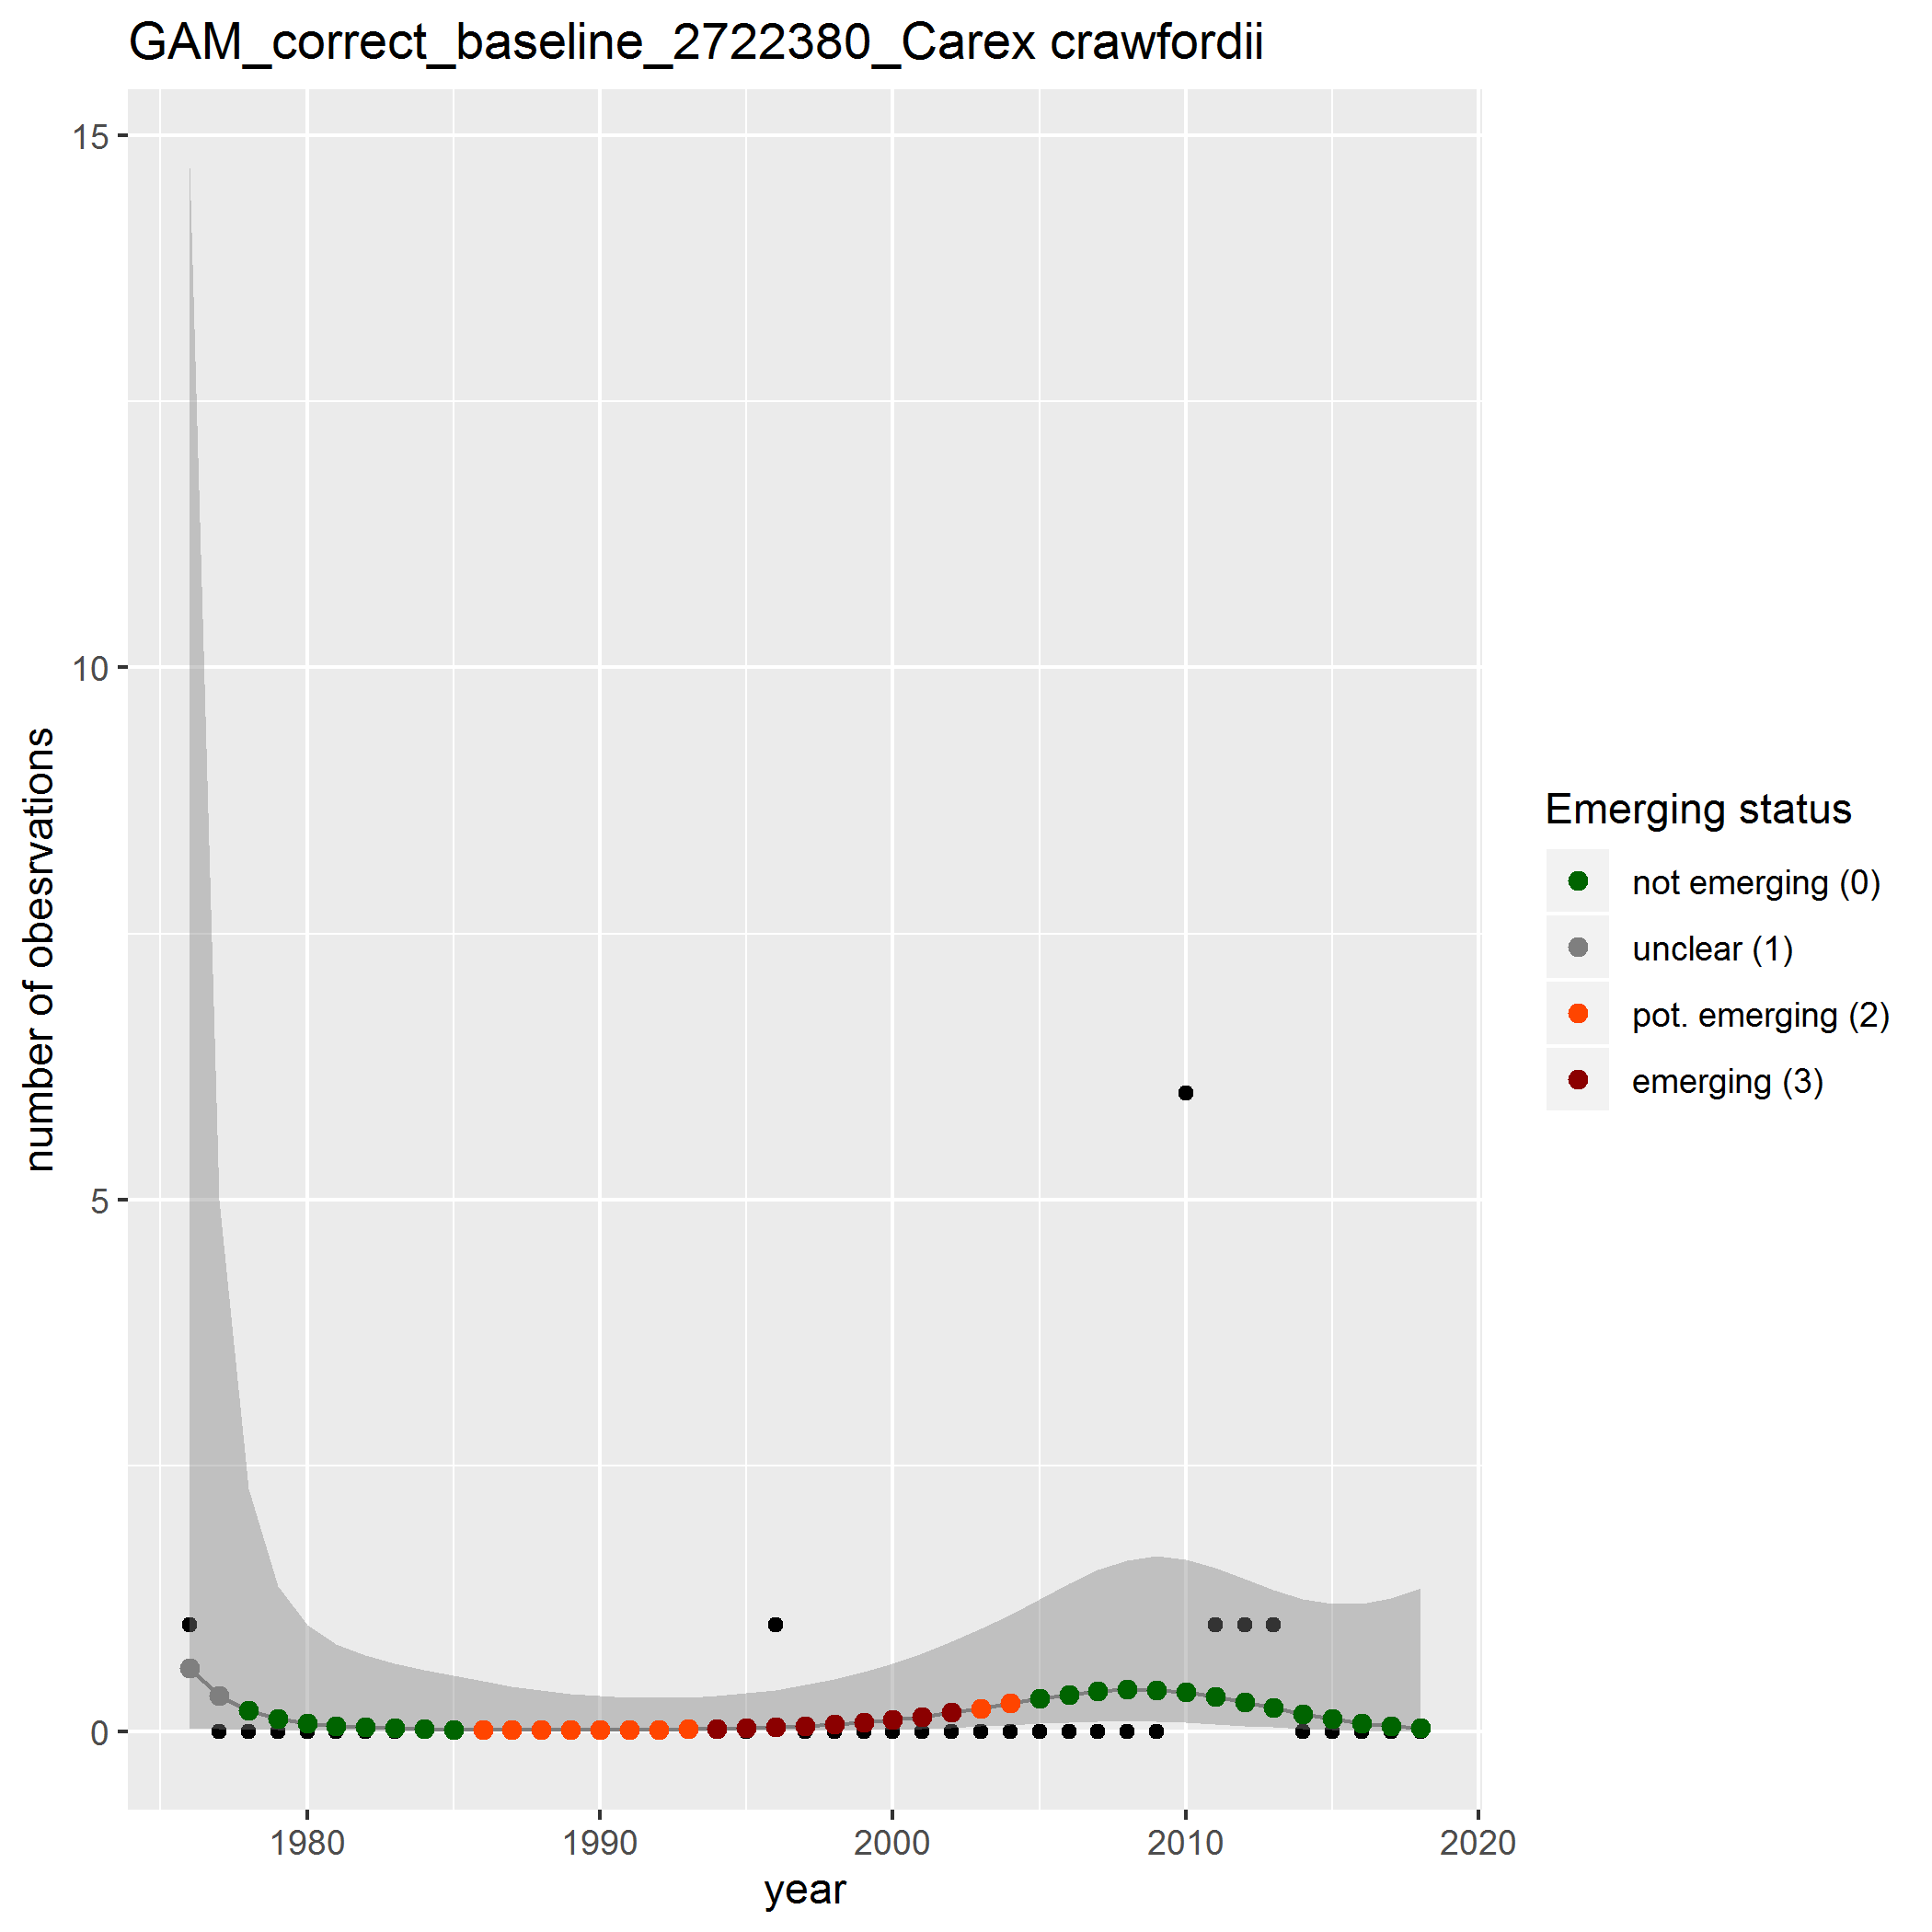 GAM_correct_baseline_2722380_Carex crawfordii
15
10
5
0
number of obesrvations
1980
1990
2000
2010
2020
year
Emerging status
not emerging (0)
unclear (1)
pot. emerging (2)
emerging (3)